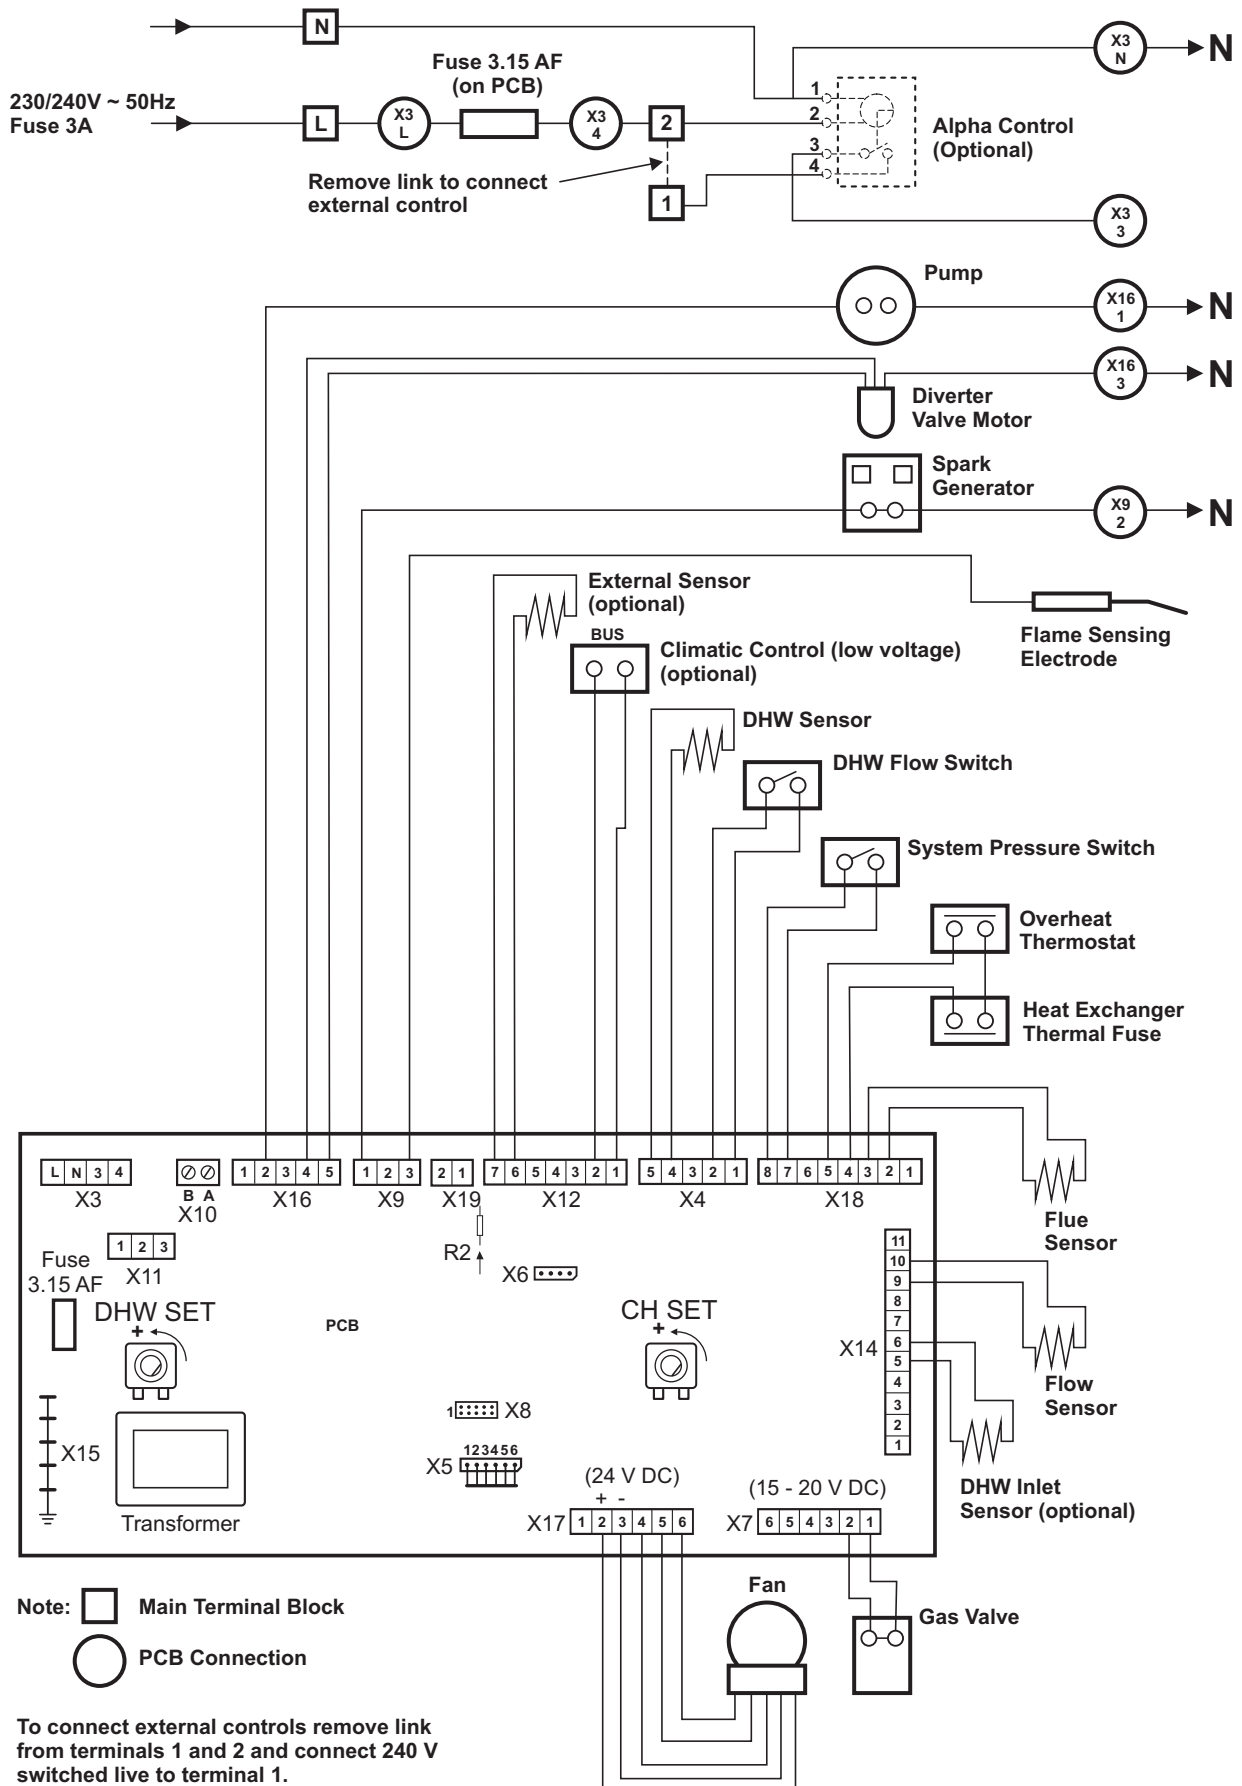 N
X3
N
N
Fuse 3.15 AF
(on PCB)
230/240V ~ 50Hz
Fuse 3A
L
X3
L
X3
4
2
1
2
3
4
Alpha Control
(Optional)
Remove link to connect
external control
1
X3
3
Pump
X16
1
N
X16
3
N
Diverter
Valve Motor
Spark
Generator
X9
2
N
External Sensor
(optional)
BUS
Climatic Control (low voltage)
(optional)
Flame Sensing
Electrode
DHW Sensor
DHW Flow Switch
System Pressure Switch
Overheat
Thermostat
Heat Exchanger
Thermal Fuse
L N 3 4
X3
B A
X10
1 2 3 4 5
X16
1 2 3
X9
2 1
X19
7 6 5 4 3 2 1
X12
5 4 3 2 1
X4
8 7 6 5 4 3 2 1
X18
Flue
Sensor
1 2 3
X11
Fuse
3.15 AF
R2
X6
DHW SET
+
PCB
CH SET
+
11
10
9
8
7
6
5
4
3
2
1
X14
Flow
Sensor
DHW Inlet
Sensor (optional)
X15
Transformer
1
X8
1 2 3 4 5 6
X5
(24 V DC)
+ -
X17
1 2 3 4 5 6
(15 - 20 V DC)
X7
6 5 4 3 2 1
Fan
Gas Valve
Note:
Main Terminal Block
PCB Connection
To connect external controls remove link
from terminals 1 and 2 and connect 240 V
switched live to terminal 1.